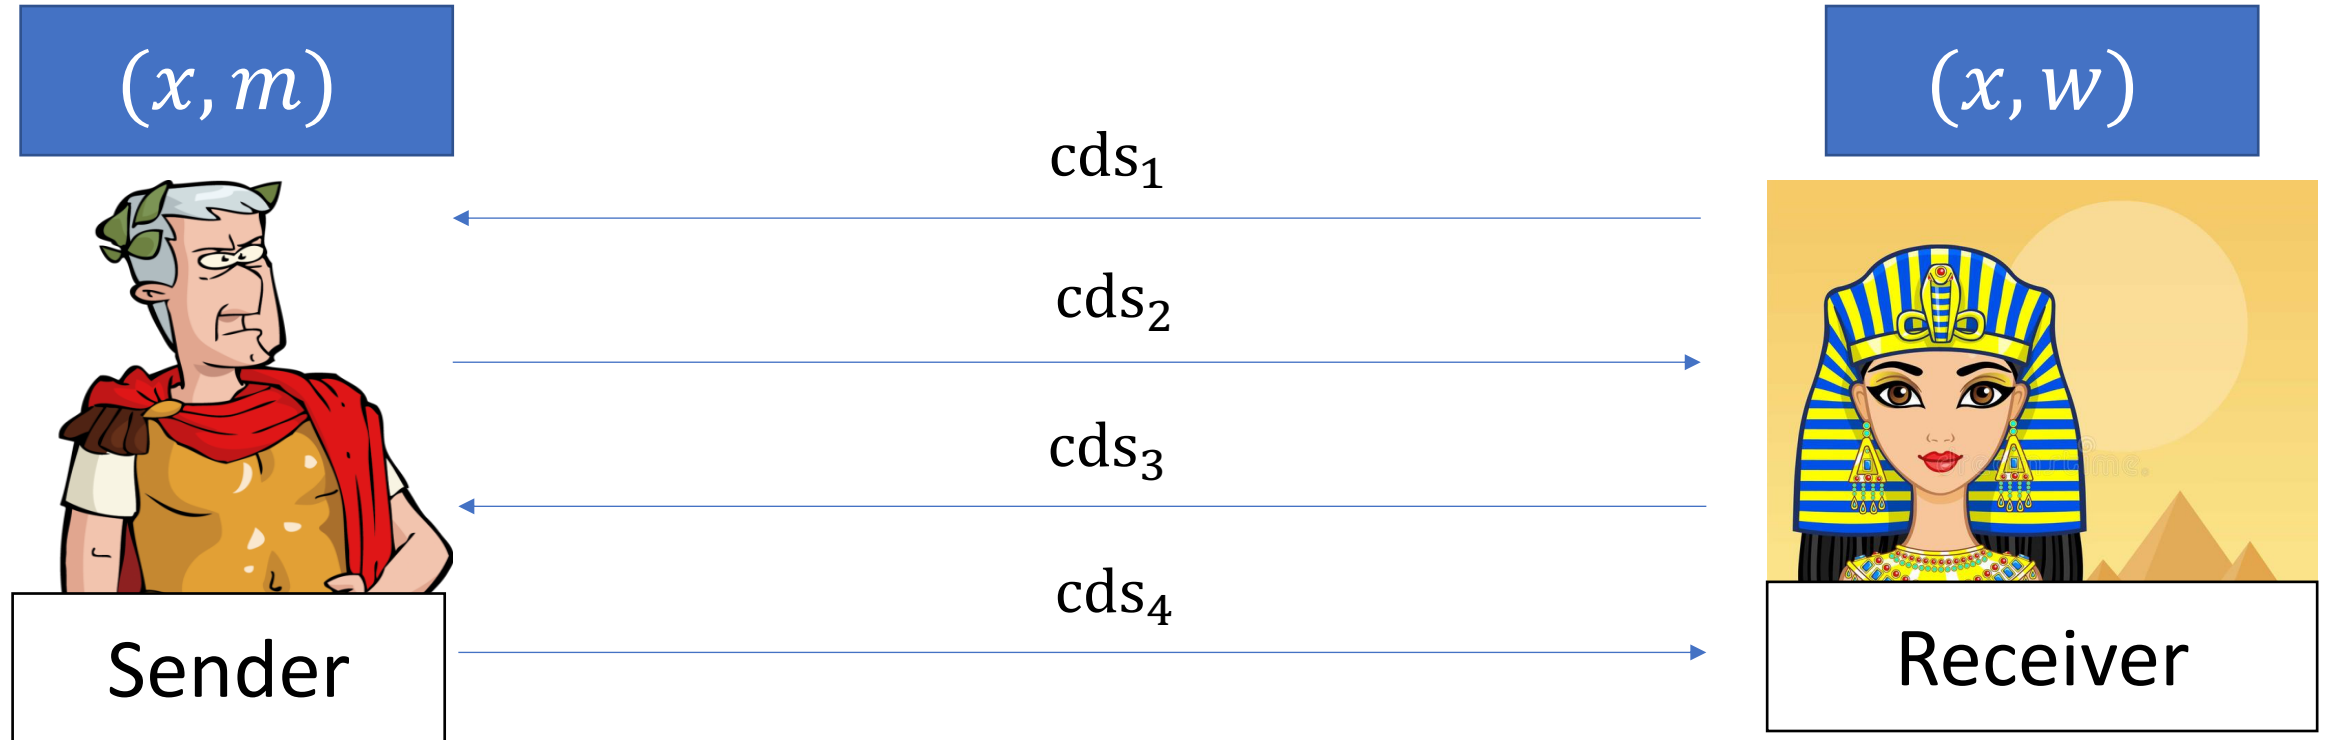 (x, m)
(x, w)
cds₁
cds₂
cds₃
cds₄
Sender
Receiver